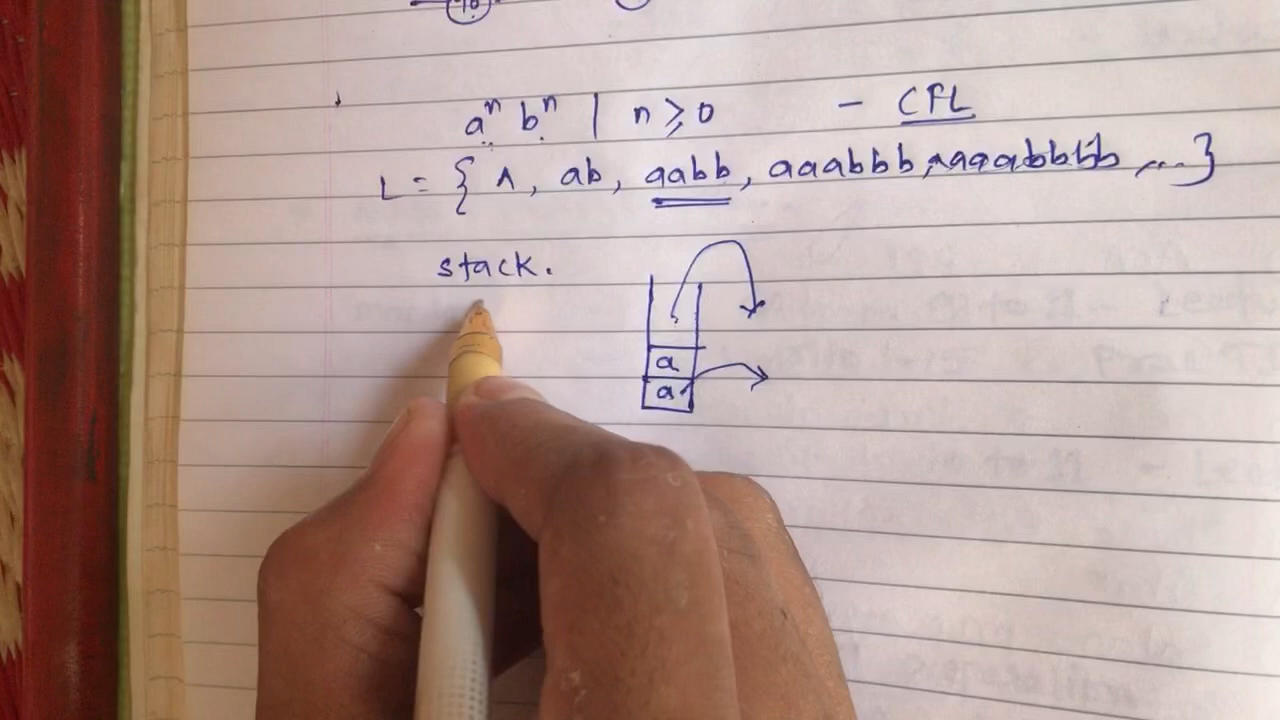 aⁿ bⁿ | n ≥ 0 - CFL
L = { ʌ, ab, aabb, aaabbb, aaaabbbb, ... }
stack.
a
a